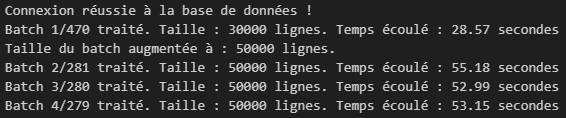 Connexion réussie à la base de données !
Batch 1/470 traité. Taille : 30000 lignes. Temps écoulé : 28.57 secondes
Taille du batch augmentée à : 50000 lignes.
Batch 2/281 traité. Taille : 50000 lignes. Temps écoulé : 55.18 secondes
Batch 3/280 traité. Taille : 50000 lignes. Temps écoulé : 52.99 secondes
Batch 4/279 traité. Taille : 50000 lignes. Temps écoulé : 53.15 secondes